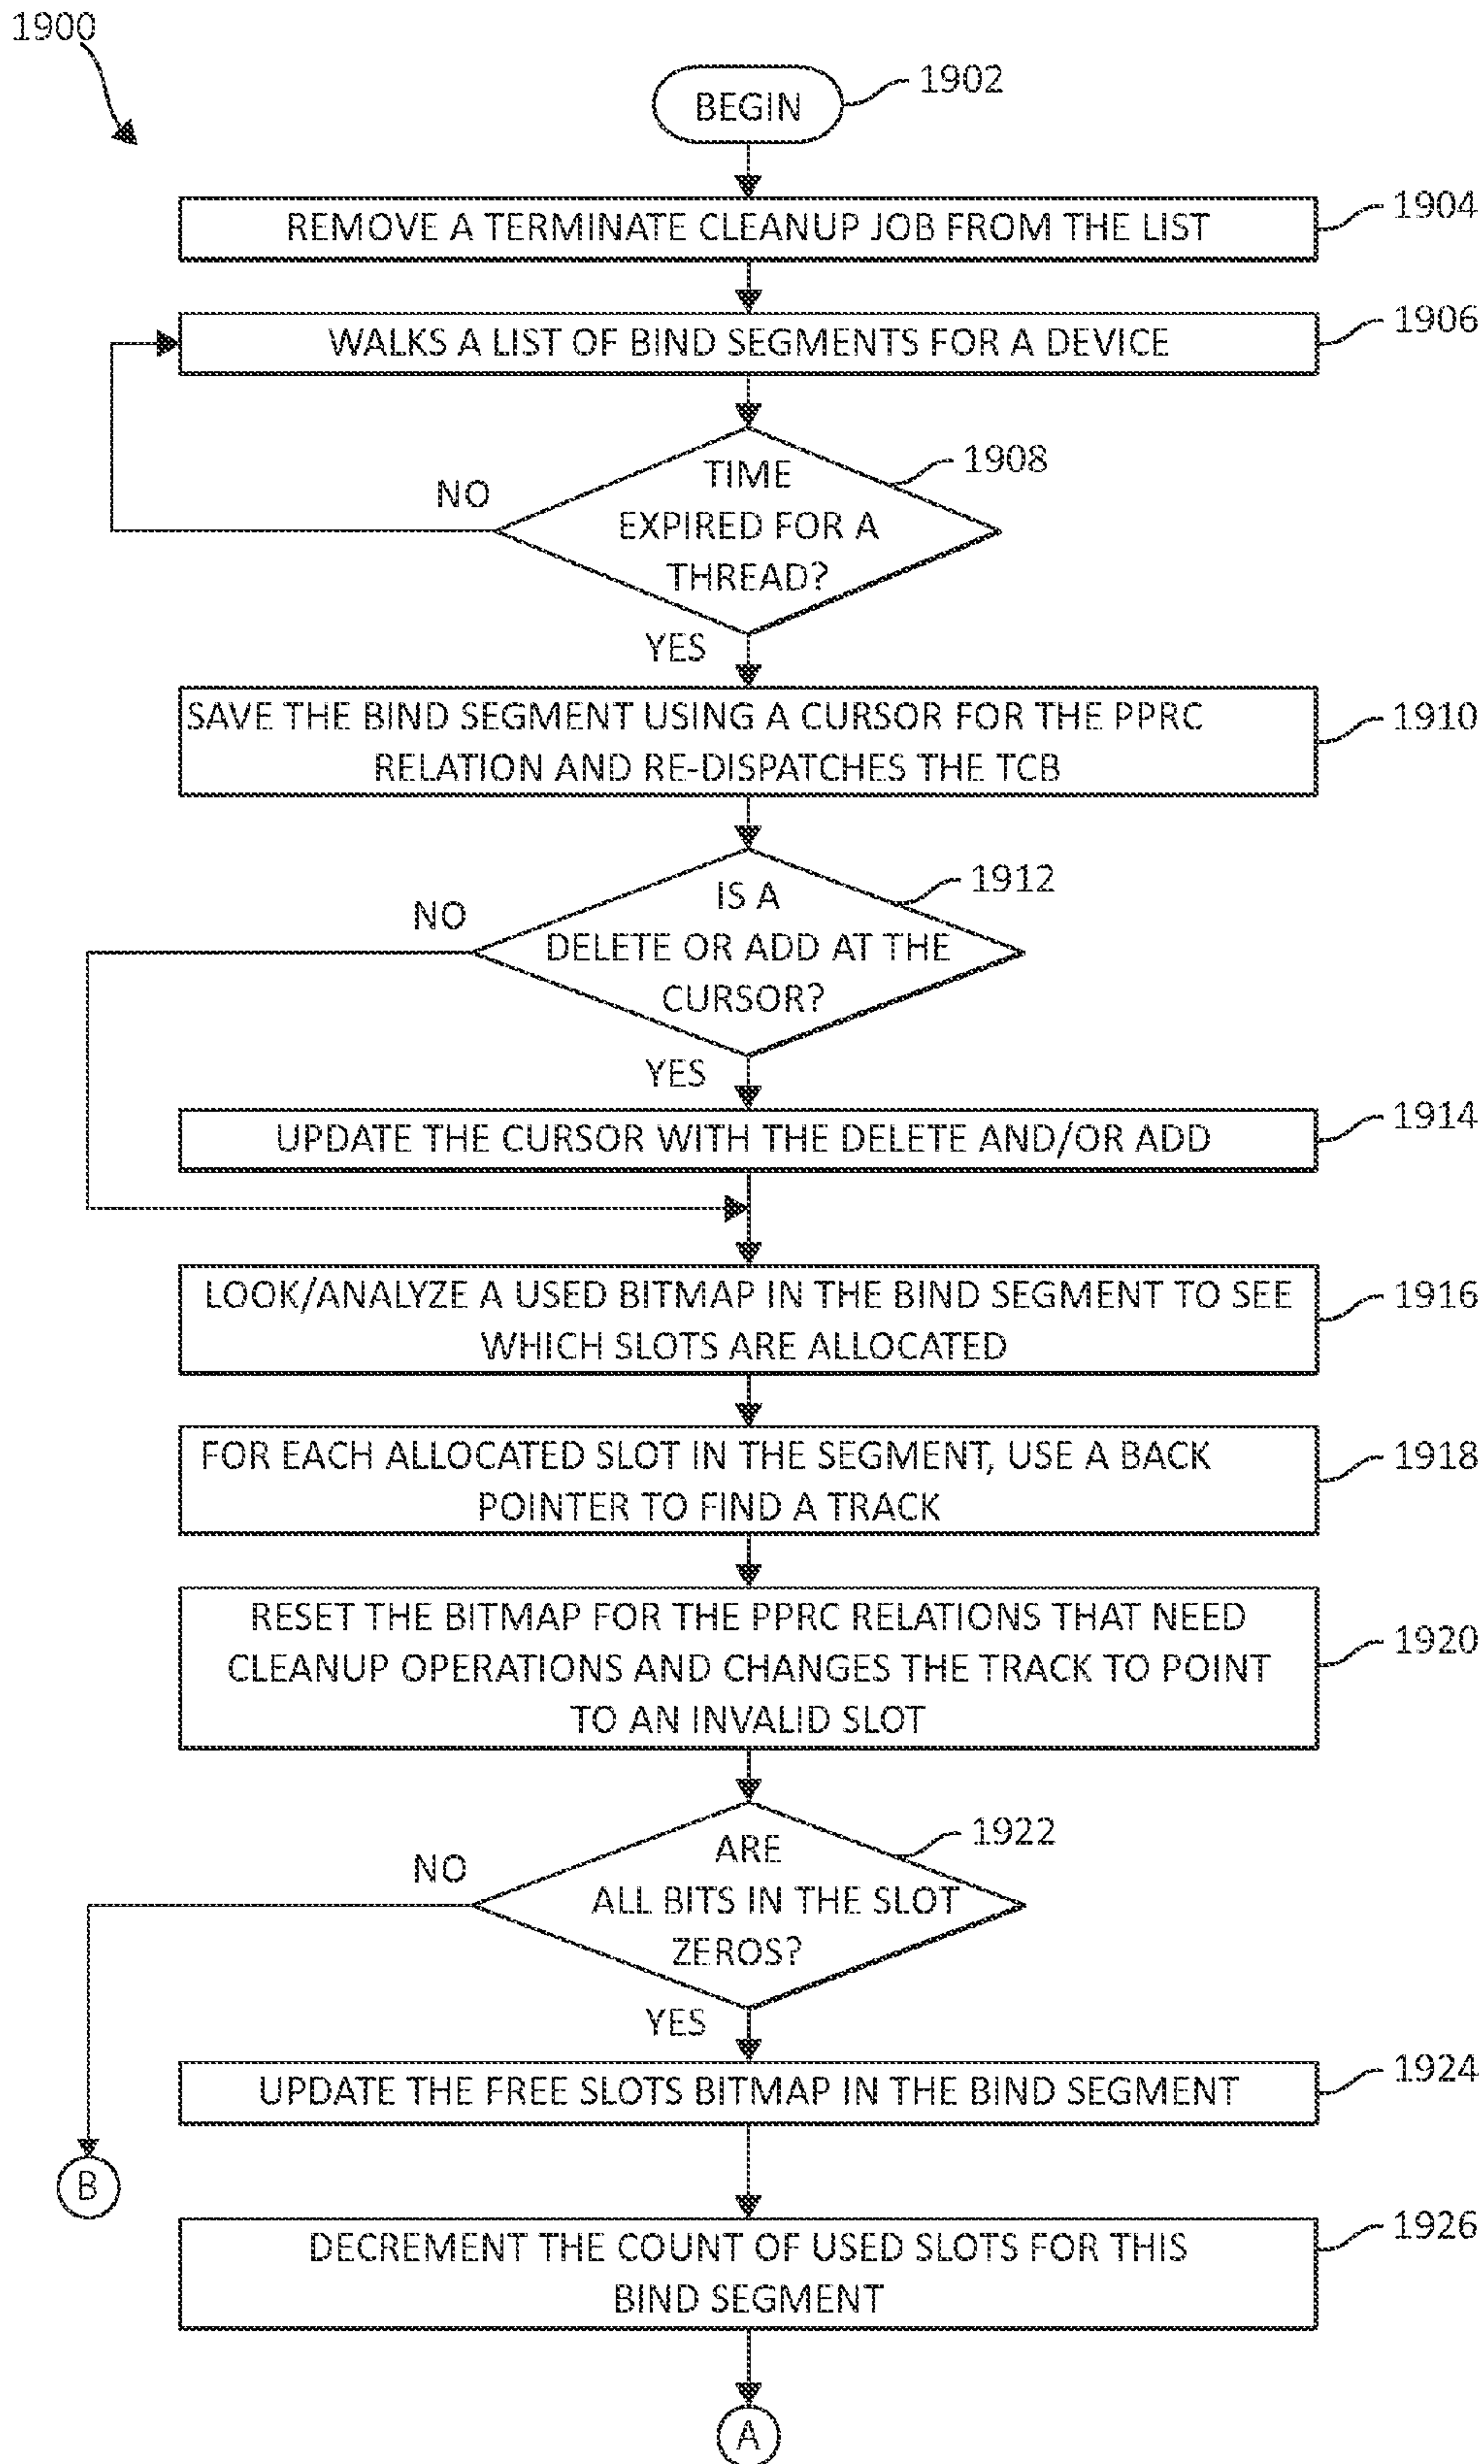 1900
BEGIN
1902
REMOVE A TERMINATE CLEANUP JOB FROM THE LIST
1904
WALKS A LIST OF BIND SEGMENTS FOR A DEVICE
1906
TIME
EXPIRED FOR A
THREAD?
1908
NO
YES
SAVE THE BIND SEGMENT USING A CURSOR FOR THE PPRC
RELATION AND RE-DISPATCHES THE TCB
1910
IS A
DELETE OR ADD AT THE
CURSOR?
1912
NO
YES
UPDATE THE CURSOR WITH THE DELETE AND/OR ADD
1914
LOOK/ANALYZE A USED BITMAP IN THE BIND SEGMENT TO SEE
WHICH SLOTS ARE ALLOCATED
1916
FOR EACH ALLOCATED SLOT IN THE SEGMENT, USE A BACK
POINTER TO FIND A TRACK
1918
RESET THE BITMAP FOR THE PPRC RELATIONS THAT NEED
CLEANUP OPERATIONS AND CHANGES THE TRACK TO POINT
TO AN INVALID SLOT
1920
ARE
ALL BITS IN THE SLOT
ZEROS?
1922
NO
YES
UPDATE THE FREE SLOTS BITMAP IN THE BIND SEGMENT
1924
B
DECREMENT THE COUNT OF USED SLOTS FOR THIS
BIND SEGMENT
1926
A